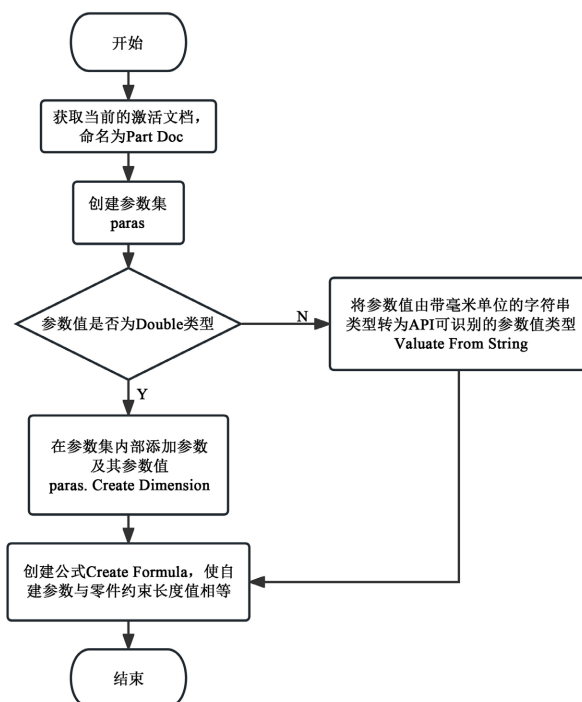 开始
获取当前的激活文档，
命名为Part Doc
创建参数集
paras
参数值是否为Double类型
N
将参数值由带毫米单位的字符串
类型转为API可识别的参数值类型
Valuate From String
Y
在参数集内部添加参数
及其参数值
paras. Create Dimension
创建公式Create Formula，使自
建参数与零件约束长度值相等
结束